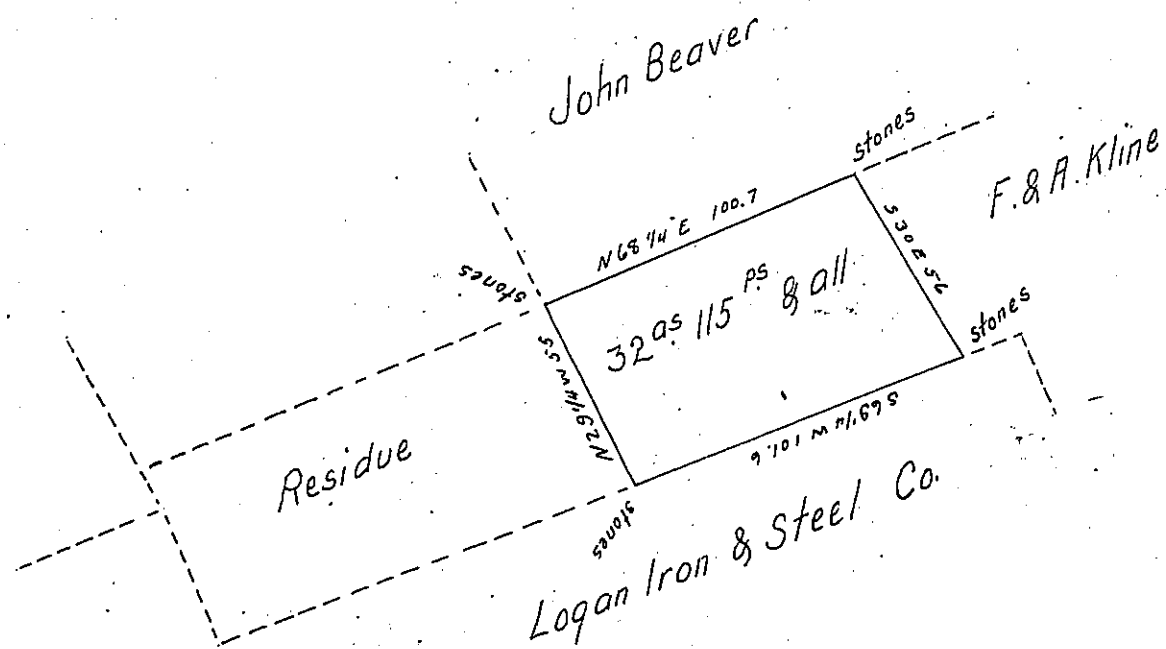 John Beaver
stones
F. & A. Kline
N 68 1/4 E 100.7
S 30 E 56
stones
32 as 115 ps & all
stones
N 29 1/4 W 55
S 69 1/4 W 101.6
Residue
stones
Logan Iron & Steel Co.